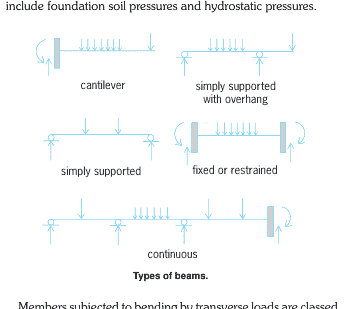 include foundation soil pressures and hydrostatic pressures.
cantilever
simply supported
with overhang
simply supported
fixed or restrained
continuous
Types of beams.
Members subjected to bending by transverse loads are classed